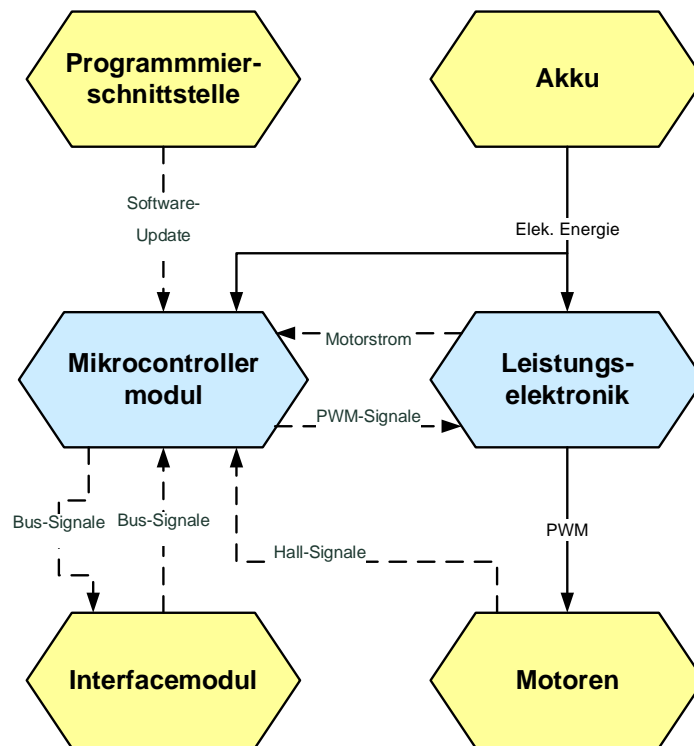 Programmmier-
schnittstelle
Akku
Software-
Update
Elek. Energie
Mikrocontroller
modul
Motorstrom
Leistungs-
elektronik
PWM-Signale
Bus-Signale
Bus-Signale
Hall-Signale
PWM
Interfacemodul
Motoren